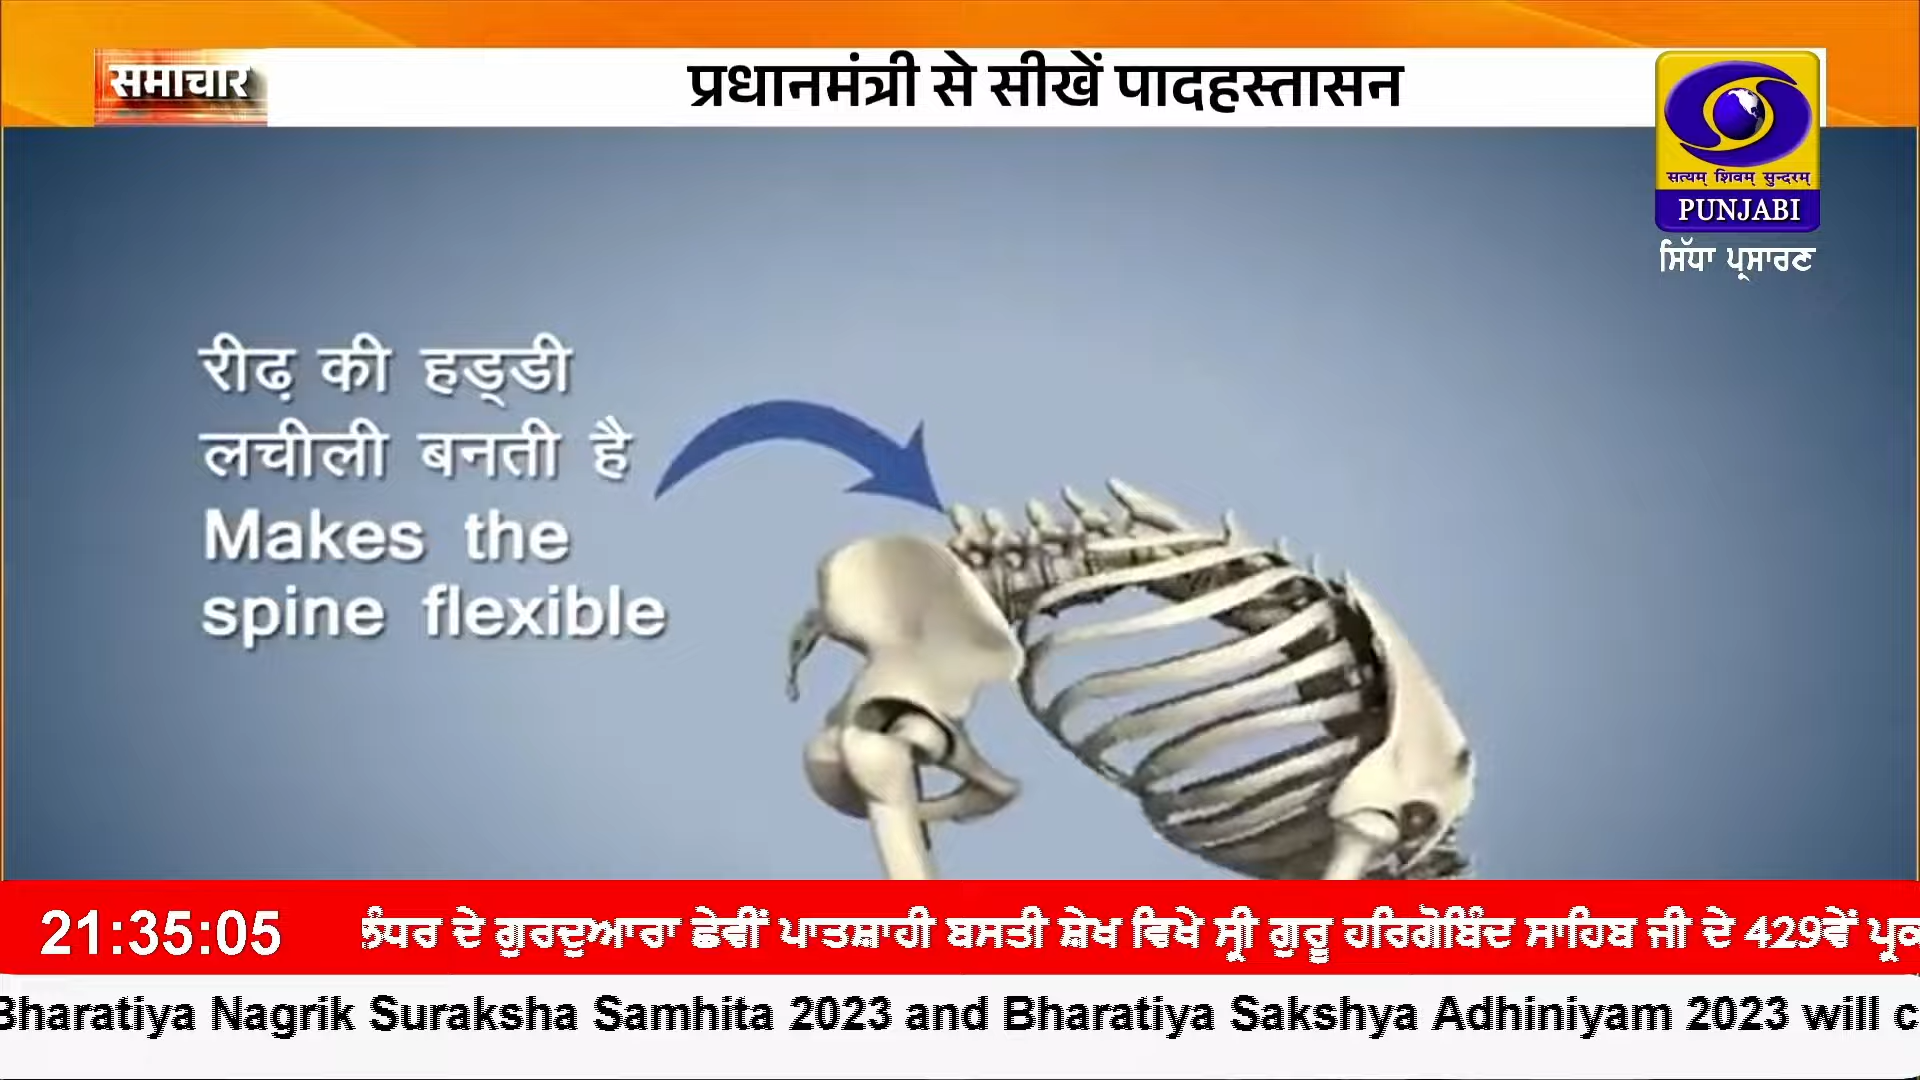 समाचार
प्रधानमंत्री से सीखें पादहस्तासन
सत्यम् शिवम् सुन्दरम्
PUNJABI
ਸਿੱਧਾ ਪ੍ਰਸਾਰਣ
रीढ़ की हड्डी
लचीली बनती है
Makes the
spine flexible
21:35:05
ਦੇ ਗੁਰਦੁਆਰਾ ਛੇਵੀਂ ਪਾਤਸ਼ਾਹੀ ਬਸਤੀ ਸ਼ੇਖ ਵਿਖੇ ਸ੍ਰੀ ਗੁਰੂ ਹਰਿਗੋਬਿੰਦ ਸਾਹਿਬ ਜੀ ਦੇ 429ਵੇਂ
Bharatiya Nagrik Suraksha Samhita 2023 and Bharatiya Sakshya Adhiniyam 2023 will